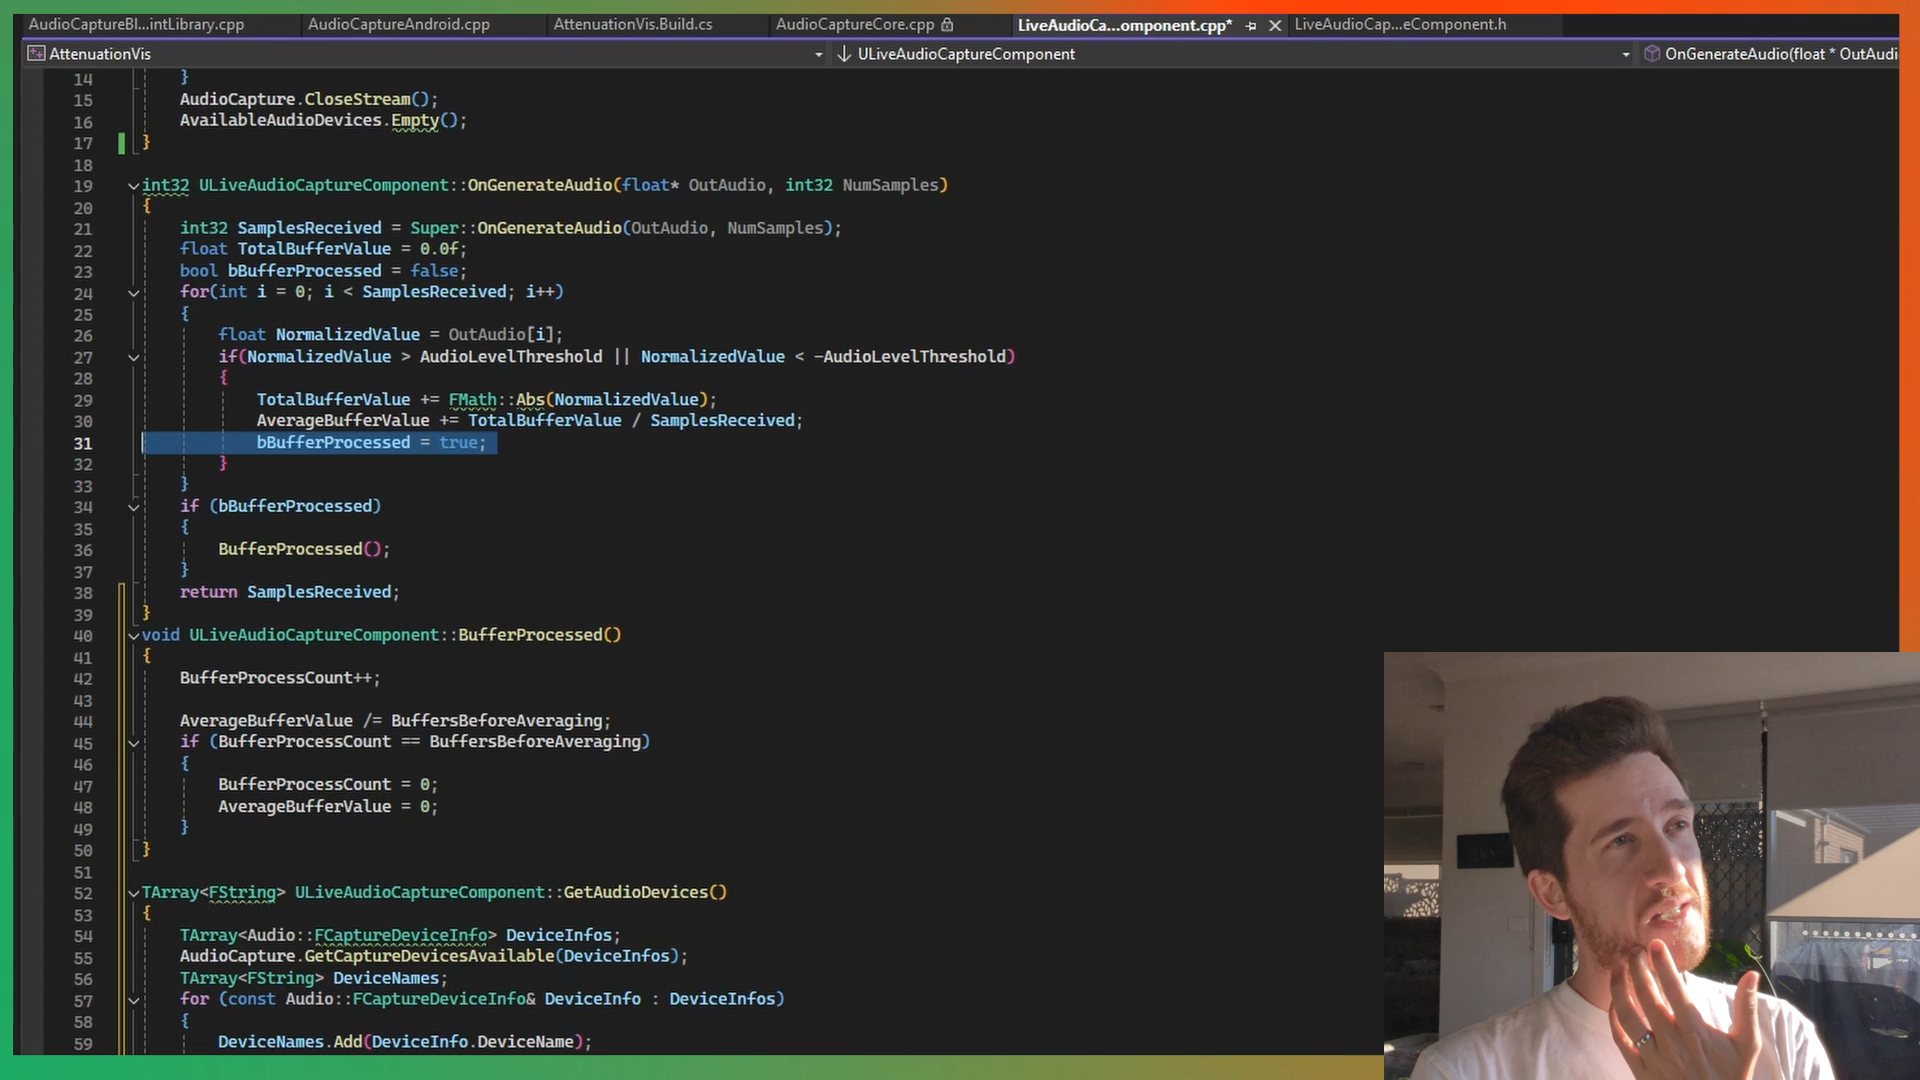 AudioCaptureBl...intLibrary.cpp AudioCaptureAndroid.cpp AttenuationVis.Build.cs AudioCaptureCore.cpp LiveAudioCa...omponent.cpp* LiveAudioCap...eComponent.h
AttenuationVis ULiveAudioCaptureComponent OnGenerateAudio(float * OutAudi
14 }
15 AudioCapture.CloseStream();
16 AvailableAudioDevices.Empty();
17 }
18
19 int32 ULiveAudioCaptureComponent::OnGenerateAudio(float* OutAudio, int32 NumSamples)
20 {
21 int32 SamplesReceived = Super::OnGenerateAudio(OutAudio, NumSamples);
22 float TotalBufferValue = 0.0f;
23 bool bBufferProcessed = false;
24 for(int i = 0; i < SamplesReceived; i++)
25 {
26 float NormalizedValue = OutAudio[i];
27 if(NormalizedValue > AudioLevelThreshold || NormalizedValue < -AudioLevelThreshold)
28 {
29 TotalBufferValue += FMath::Abs(NormalizedValue);
30 AverageBufferValue += TotalBufferValue / SamplesReceived;
31 bBufferProcessed = true;
32 }
33 }
34 if (bBufferProcessed)
35 {
36 BufferProcessed();
37 }
38 return SamplesReceived;
39 }
40 void ULiveAudioCaptureComponent::BufferProcessed()
41 {
42 BufferProcessCount++;
43
44 AverageBufferValue /= BuffersBeforeAveraging;
45 if (BufferProcessCount == BuffersBeforeAveraging)
46 {
47 BufferProcessCount = 0;
48 AverageBufferValue = 0;
49 }
50 }
51
52 TArray<FString> ULiveAudioCaptureComponent::GetAudioDevices()
53 {
54 TArray<Audio::FCaptureDeviceInfo> DeviceInfos;
55 AudioCapture.GetCaptureDevicesAvailable(DeviceInfos);
56 TArray<FString> DeviceNames;
57 for (const Audio::FCaptureDeviceInfo& DeviceInfo : DeviceInfos)
58 {
59 DeviceNames.Add(DeviceInfo.DeviceName);